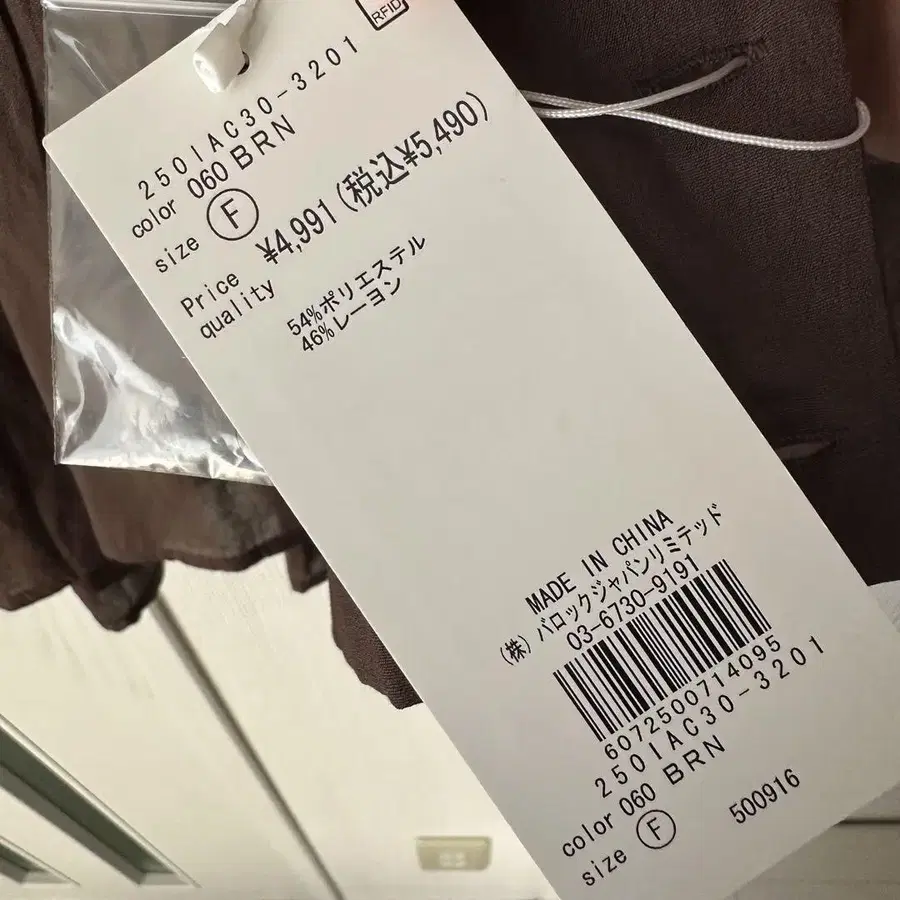 RFID
250IAC30-3201
color 060 BRN
size F
Price ¥4,991(税込¥5,490)
quality
54%ポリエステル
46%レーヨン
MADE IN CHINA
(株)バロックジャパンリミテッド
03-6730-9191
6072500714095
250IAC30-3201
color 060 BRN
size F 500916